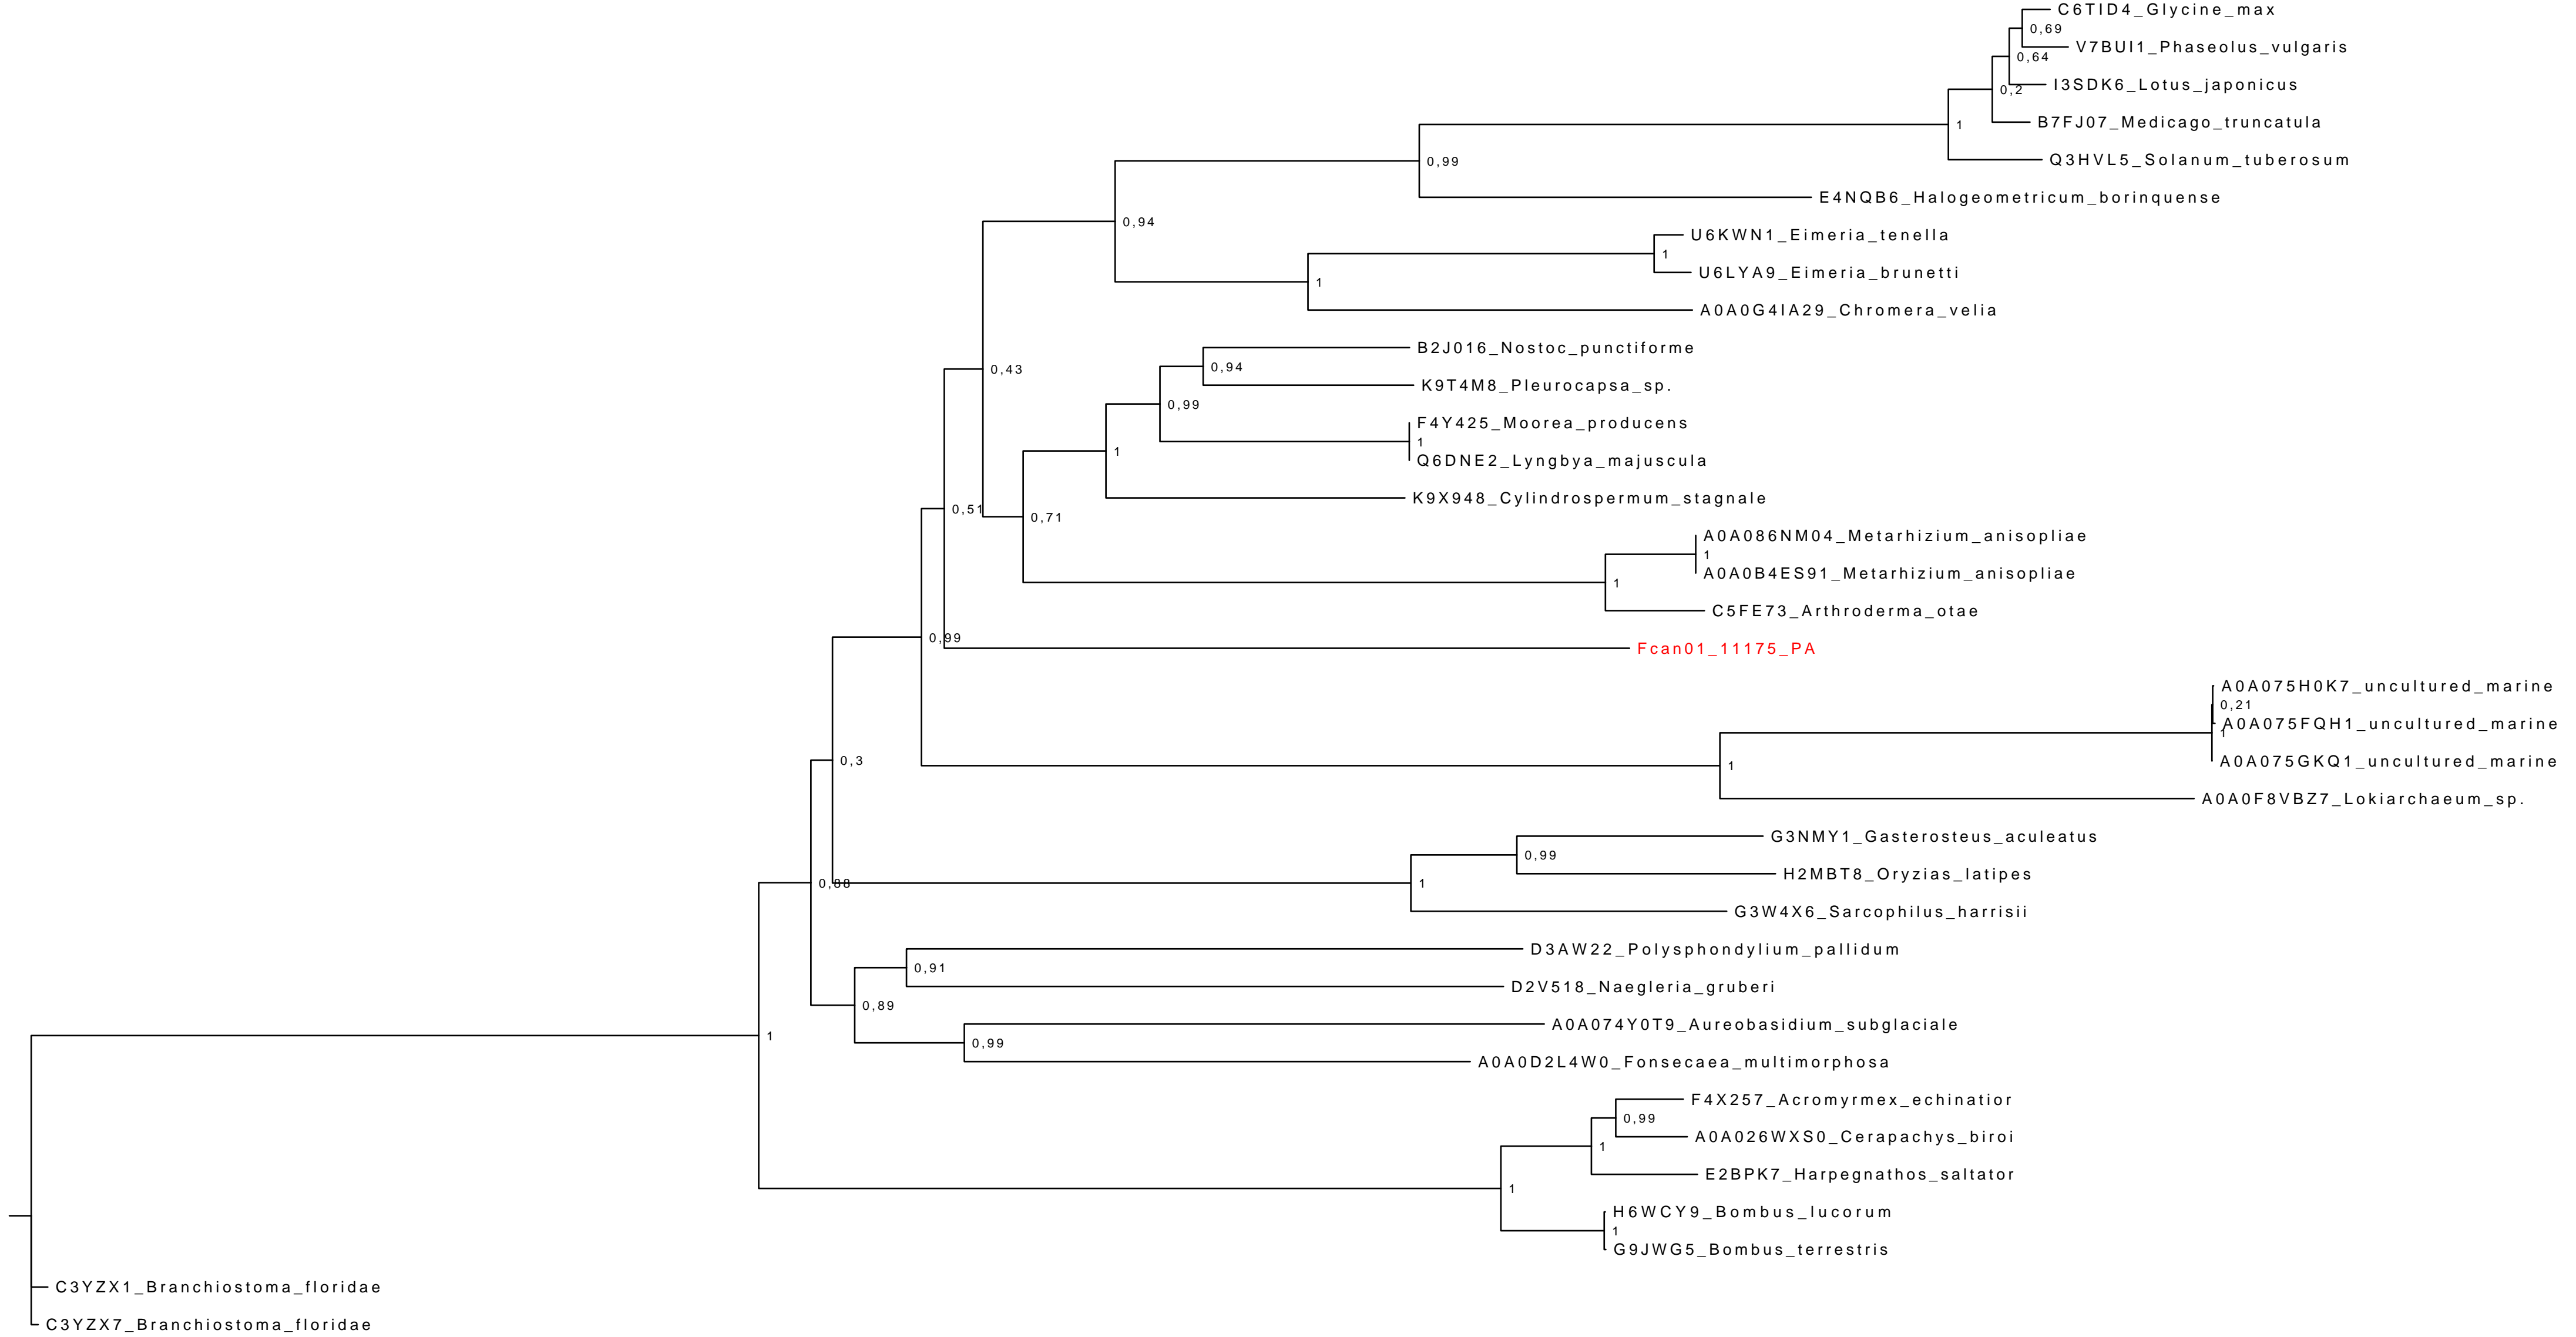 C6TID4_Glycine_max
0,69
V7BUI1_Phaseolus_vulgaris
0,64
I3SDK6_Lotus_japonicus
0,2
B7FJ07_Medicago_truncatula
1
Q3HVL5_Solanum_tuberosum
0,99
E4NQB6_Halogeometricum_borinquense
0,94
U6KWN1_Eimeria_tenella
1
U6LYA9_Eimeria_brunetti
1
A0A0G4IA29_Chromera_velia
B2J016_Nostoc_punctiforme
0,94
0,43
K9T4M8_Pleurocapsa_sp.
0,99
F4Y425_Moorea_producens
1
1
Q6DNE2_Lyngbya_majuscula
K9X948_Cylindrospermum_stagnale
0,51
0,71
A0A086NM04_Metarhizium_anisopliae
1
A0A0B4ES91_Metarhizium_anisopliae
1
C5FE73_Arthroderma_otae
0,99
Fcan01_11175_PA
A0A075H0K7_uncultured_marine
0,21
A0A075FQH1_uncultured_marine
1
A0A075GKQ1_uncultured_marine
0,3
1
A0A0F8VBZ7_Lokiarchaeum_sp.
G3NMY1_Gasterosteus_aculeatus
0,99
H2MBT8_Oryzias_latipes
0,88
1
G3W4X6_Sarcophilus_harrisii
D3AW22_Polysphondylium_pallidum
0,91
D2V518_Naegleria_gruberi
0,89
A0A074Y0T9_Aureobasidium_subglaciale
1
0,99
A0A0D2L4W0_Fonsecaea_multimorphosa
F4X257_Acromyrmex_echinatior
0,99
A0A026WXS0_Cerapachys_biroi
1
E2BPK7_Harpegnathos_saltator
1
H6WCY9_Bombus_lucorum
1
G9JWG5_Bombus_terrestris
C3YZX1_Branchiostoma_floridae
C3YZX7_Branchiostoma_floridae